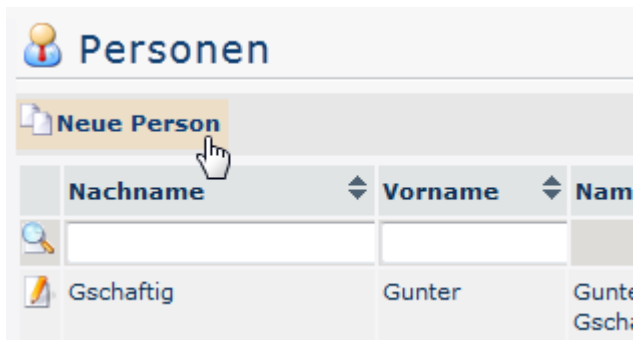 Personen
Neue Person
Nachname Vorname
Gschaftig Gunter